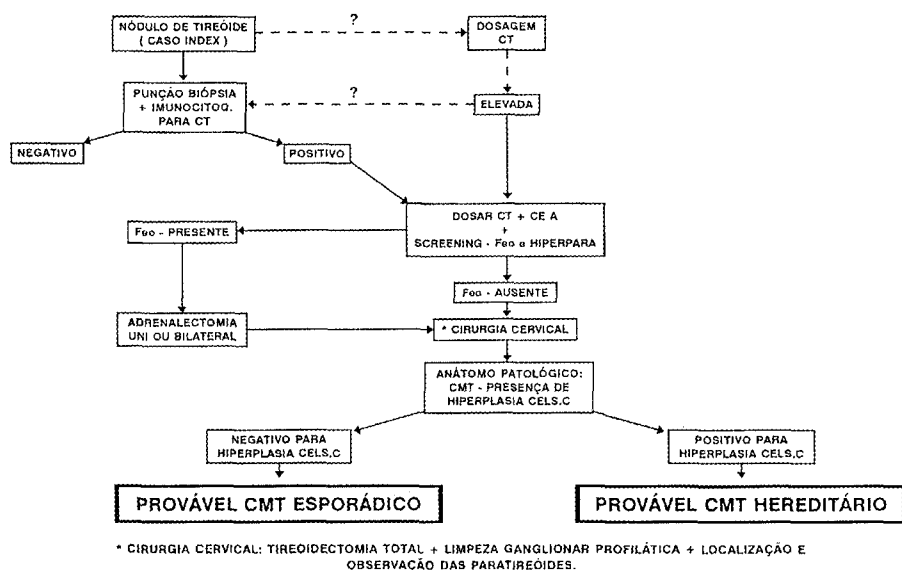 NÓDULO DE TIREÓIDE
( CASO INDEX )
?
DOSAGEM
CT
PUNÇÃO BIÓPSIA
+ IMUNOCITOQ.
PARA CT
?
ELEVADA
NEGATIVO
POSITIVO
DOSAR CT + CE A
+
SCREENING - Feo e HIPERPARA
Feo - PRESENTE
Feo - AUSENTE
ADRENALECTOMIA
UNI OU BILATERAL
* CIRURGIA CERVICAL
ANÁTOMO PATOLÓGICO:
CMT - PRESENÇA DE
HIPERPLASIA CELS.C
NEGATIVO PARA
HIPERPLASIA CELS.C
POSITIVO PARA
HIPERPLASIA CELS.C
PROVÁVEL CMT ESPORÁDICO
PROVÁVEL CMT HEREDITÁRIO
* CIRURGIA CERVICAL: TIREOIDECTOMIA TOTAL + LIMPEZA GANGLIONAR PROFILÁTICA + LOCALIZAÇÃO E
OBSERVAÇÃO DAS PARATIREÓIDES.